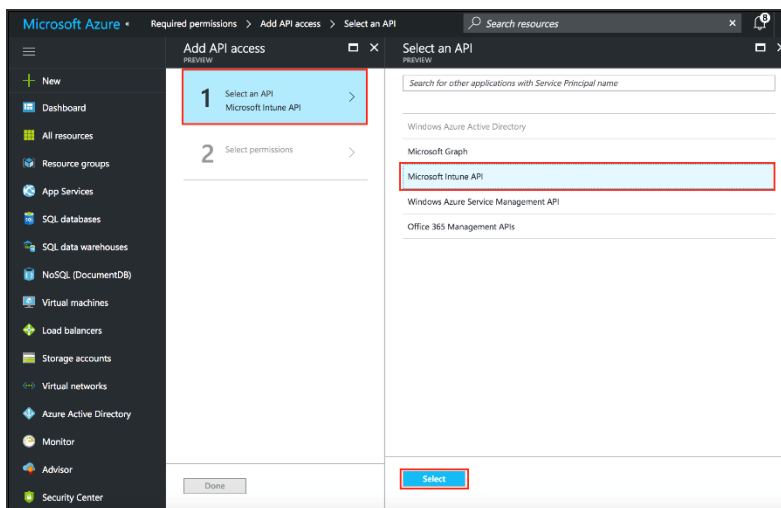 Microsoft Azure
Required permissions > Add API access > Select an API
Search resources
8
Add API access
PREVIEW
Select an API
PREVIEW
New
Dashboard
All resources
Resource groups
App Services
SQL databases
SQL data warehouses
NoSQL (DocumentDB)
Virtual machines
Load balancers
Storage accounts
Virtual networks
Azure Active Directory
Monitor
Advisor
Security Center
1
Select an API
Microsoft Intune API
2
Select permissions
Done
Search for other applications with Service Principal name
Windows Azure Active Directory
Microsoft Graph
Microsoft Intune API
Windows Azure Service Management API
Office 365 Management APIs
Select